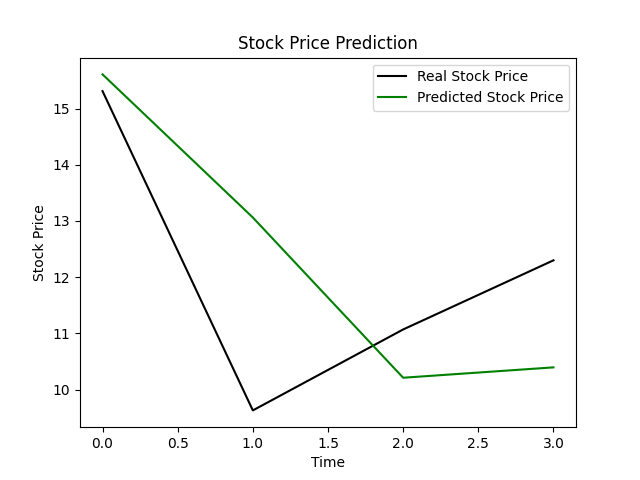 Stock Price Prediction
Real Stock Price
Predicted Stock Price
Stock Price
15
14
13
12
11
10
0.0 0.5 1.0 1.5 2.0 2.5 3.0
Time